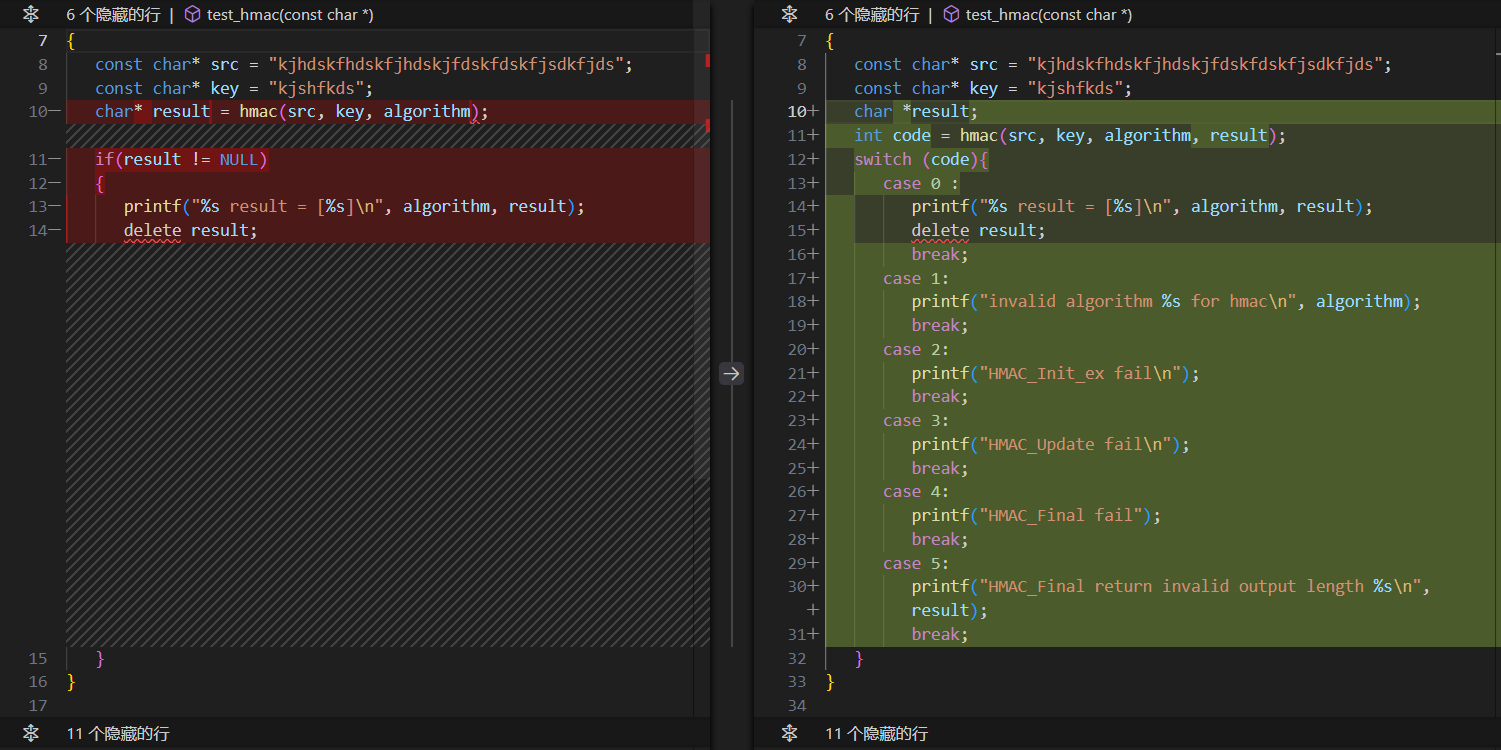 6 个隐藏的行 | test_hmac(const char *)
7 {
8 const char* src = "kjhdskfhdskfjhdskjfdskfdskfjsdkfjds";
9 const char* key = "kjshfkds";
10− char* result = hmac(src, key, algorithm);
11− if(result != NULL)
12− {
13− printf("%s result = [%s]\n", algorithm, result);
14− delete result;
15 }
16 }
17
11 个隐藏的行
6 个隐藏的行 | test_hmac(const char *)
7 {
8 const char* src = "kjhdskfhdskfjhdskjfdskfdskfjsdkfjds";
9 const char* key = "kjshfkds";
10+ char *result;
11+ int code = hmac(src, key, algorithm, result);
12+ switch (code){
13+ case 0 :
14+ printf("%s result = [%s]\n", algorithm, result);
15+ delete result;
16+ break;
17+ case 1:
18+ printf("invalid algorithm %s for hmac\n", algorithm);
19+ break;
20+ case 2:
21+ printf("HMAC_Init_ex fail\n");
22+ break;
23+ case 3:
24+ printf("HMAC_Update fail\n");
25+ break;
26+ case 4:
27+ printf("HMAC_Final fail");
28+ break;
29+ case 5:
30+ printf("HMAC_Final return invalid output length %s\n",
+ result);
31+ break;
32 }
33 }
34
11 个隐藏的行